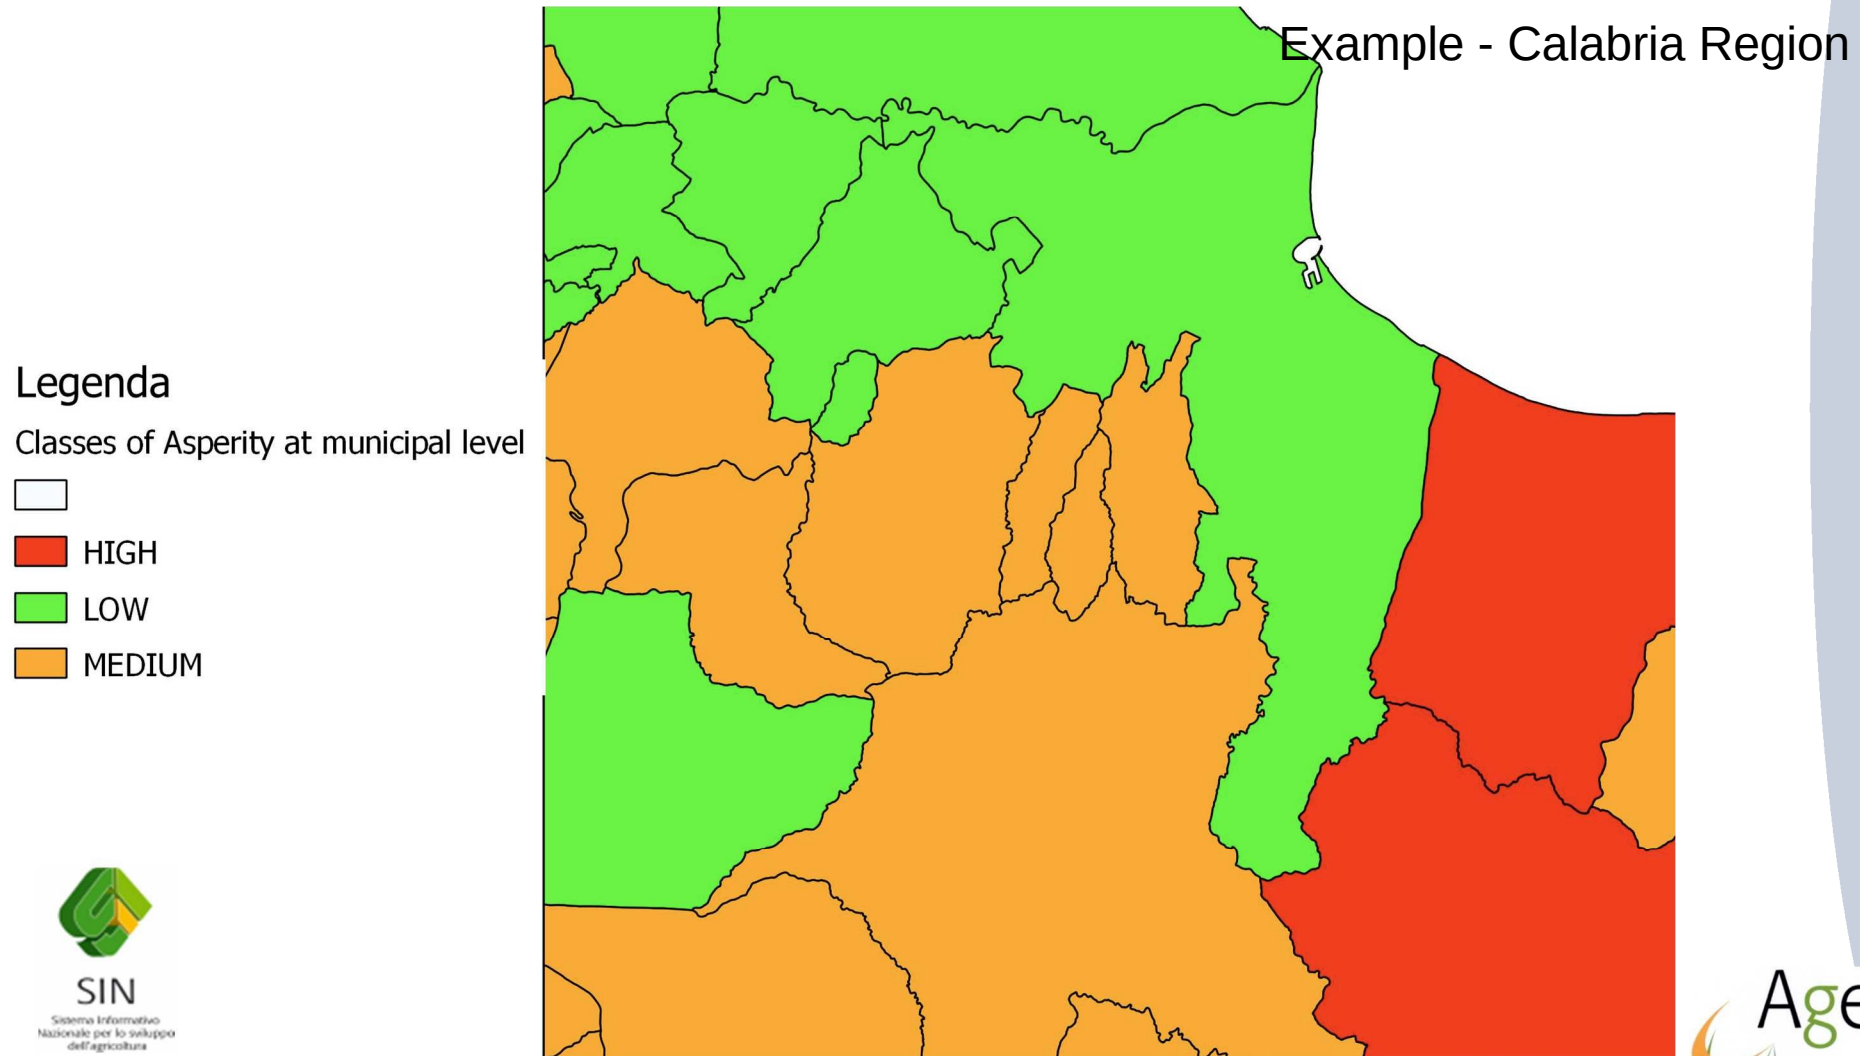 Example - Calabria Region
Legenda
Classes of Asperity at municipal level
HIGH
LOW
MEDIUM
SIN
Sistema Informativo
Nazionale per lo sviluppo
dell'agricoltura
Age